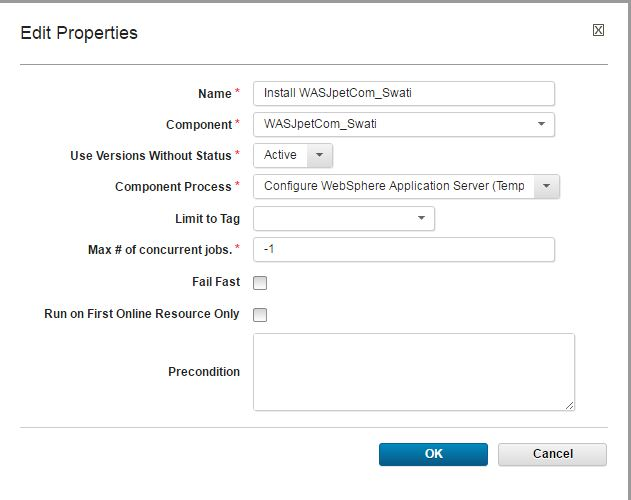 Edit Properties
X
Name * Install WASJpetCom_Swati
Component * WASJpetCom_Swati
Use Versions Without Status * Active
Component Process * Configure WebSphere Application Server (Temp
Limit to Tag
Max # of concurrent jobs. * -1
Fail Fast
Run on First Online Resource Only
Precondition
OK Cancel